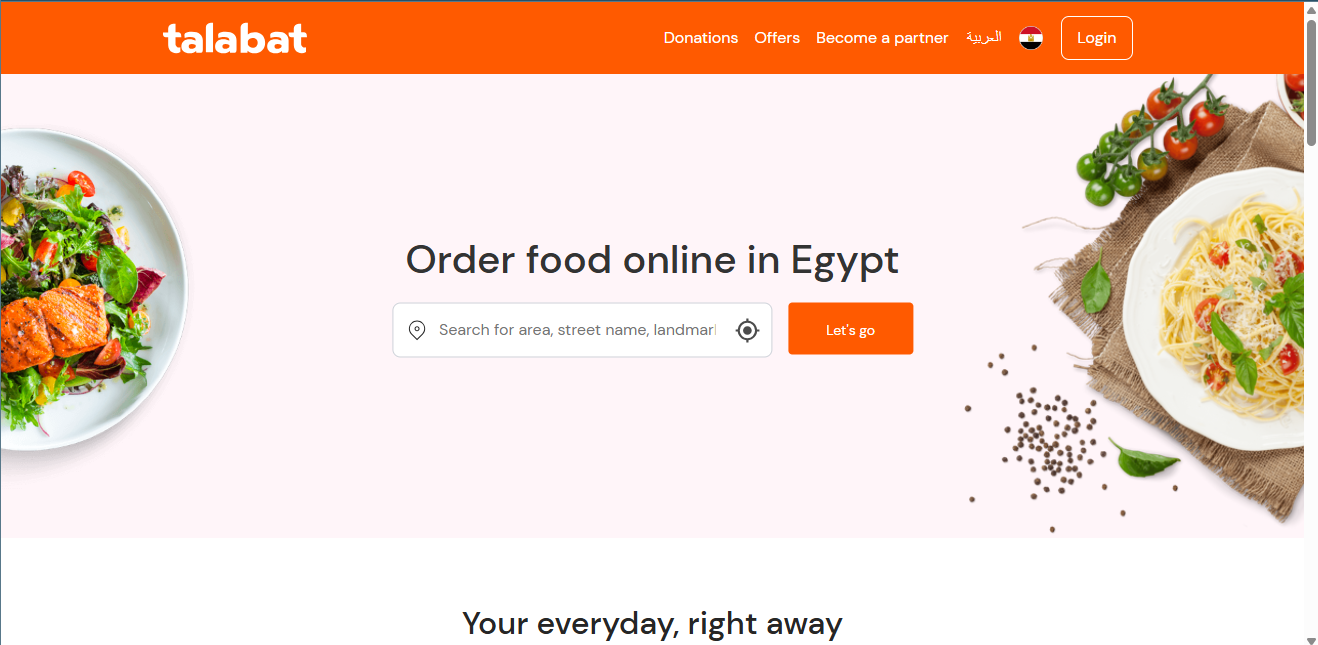 talabat
Donations Offers Become a partner العربية Login
Order food online in Egypt
Search for area, street name, landmark
Let's go
Your everyday, right away